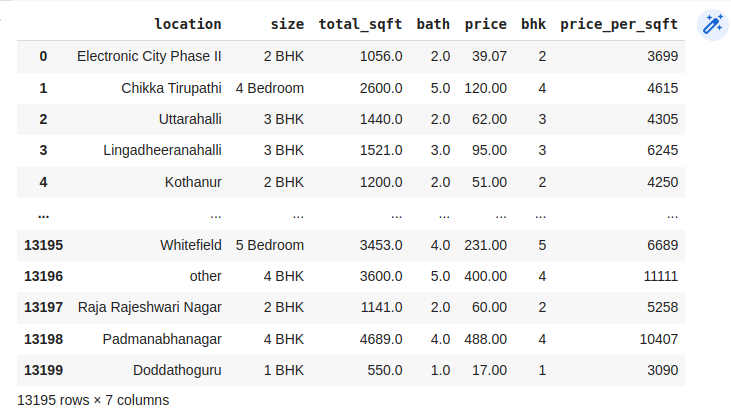 location size total_sqft bath price bhk price_per_sqft
0 Electronic City Phase II 2 BHK 1056.0 2.0 39.07 2 3699
1 Chikka Tirupathi 4 Bedroom 2600.0 5.0 120.00 4 4615
2 Uttarahalli 3 BHK 1440.0 2.0 62.00 3 4305
3 Lingadheeranahalli 3 BHK 1521.0 3.0 95.00 3 6245
4 Kothanur 2 BHK 1200.0 2.0 51.00 2 4250
... ... ... ... ... ... ... ...
13195 Whitefield 5 Bedroom 3453.0 4.0 231.00 5 6689
13196 other 4 BHK 3600.0 5.0 400.00 4 11111
13197 Raja Rajeshwari Nagar 2 BHK 1141.0 2.0 60.00 2 5258
13198 Padmanabhanagar 4 BHK 4689.0 4.0 488.00 4 10407
13199 Doddathoguru 1 BHK 550.0 1.0 17.00 1 3090
13195 rows × 7 columns